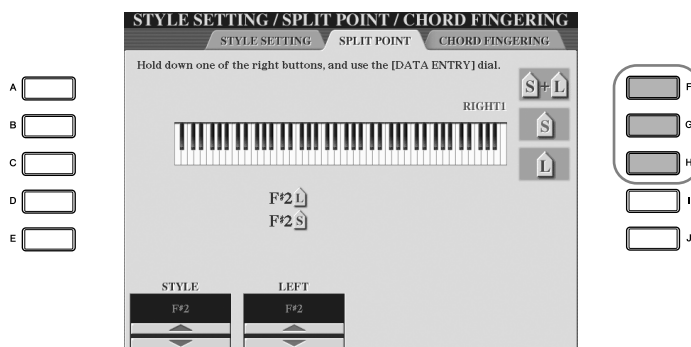 STYLE SETTING / SPLIT POINT / CHORD FINGERING
STYLE SETTING SPLIT POINT CHORD FINGERING
Hold down one of the right buttons, and use the [DATA ENTRY] dial.
A
B
C
D
E
S+L
S
L
RIGHT1
F#2 L
F#2 S
STYLE LEFT
F#2 F#2
F
G
H
I
J